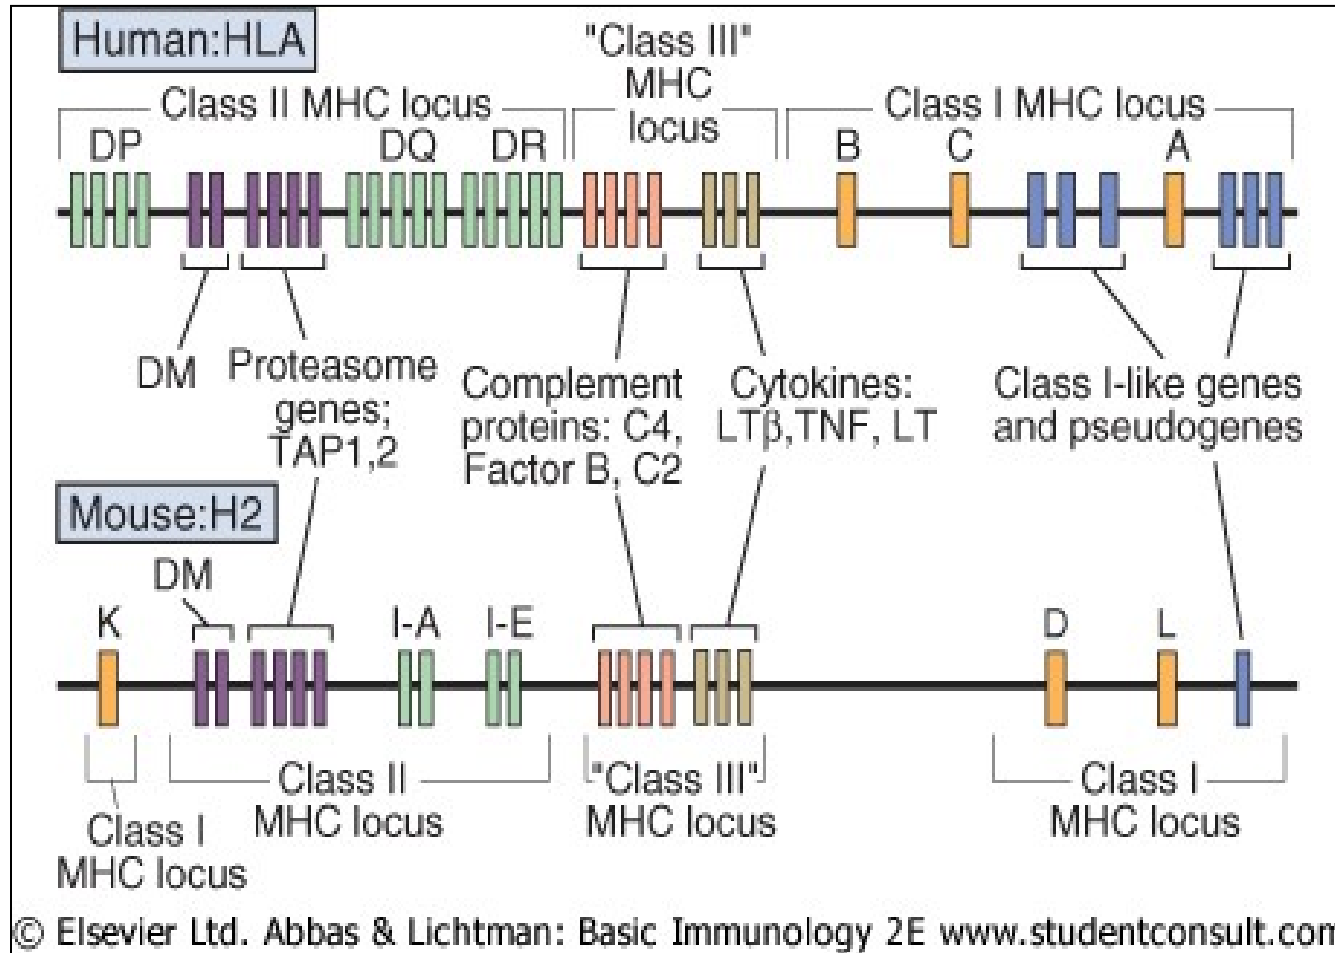 Human:HLA
"Class III"
MHC
locus
Class II MHC locus
Class I MHC locus
DP
DQ
DR
B
C
A
DM
Proteasome
genes;
TAP1,2
Complement
proteins: C4,
Factor B, C2
Cytokines:
LTβ,TNF, LT
Class I-like genes
and pseudogenes
Mouse:H2
DM
K
I-A
I-E
D
L
Class I
MHC locus
Class II
MHC locus
"Class III"
MHC locus
Class I
MHC locus
© Elsevier Ltd. Abbas & Lichtman: Basic Immunology 2E www.studentconsult.com